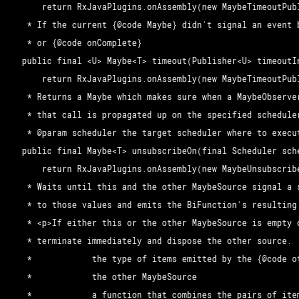 return RxJavaPlugins.onAssembly(new MaybeTimeoutPubl
* If the current {@code Maybe} didn't signal an event b
* or {@code onComplete}
public final <U> Maybe<T> timeout(Publisher<U> timeoutIn
return RxJavaPlugins.onAssembly(new MaybeTimeoutPubl
* Returns a Maybe which makes sure when a MaybeObserver
* that call is propagated up on the specified scheduler
* @param scheduler the target scheduler where to execut
public final Maybe<T> unsubscribeOn(final Scheduler sche
return RxJavaPlugins.onAssembly(new MaybeUnsubscribe
* Waits until this and the other MaybeSource signal a s
* to those values and emits the BiFunction's resulting
* <p>If either this or the other MaybeSource is empty o
* terminate immediately and dispose the other source.
* the type of items emitted by the {@code ot
* the other MaybeSource
* a function that combines the pairs of item